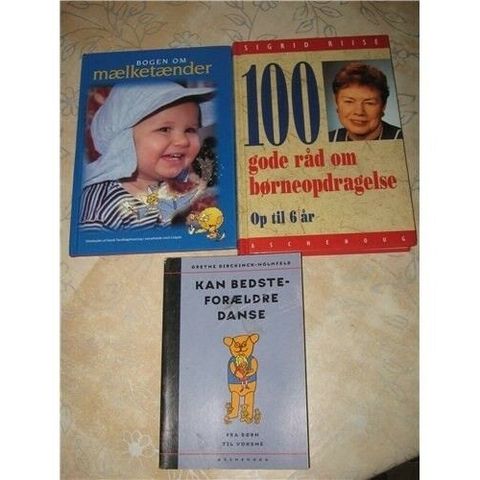 BOGEN OM
mælketænder
SIGRID RIISE
100
gode råd om
børneopdragelse
Op til 6 år
ASCHEHOUG
GRETHE DIRCKINCK-HOLMFELD
KAN BEDSTE-
FORÆLDRE
DANSE
FRA BØRN
TIL VOKSNE
ASCHEHOUG